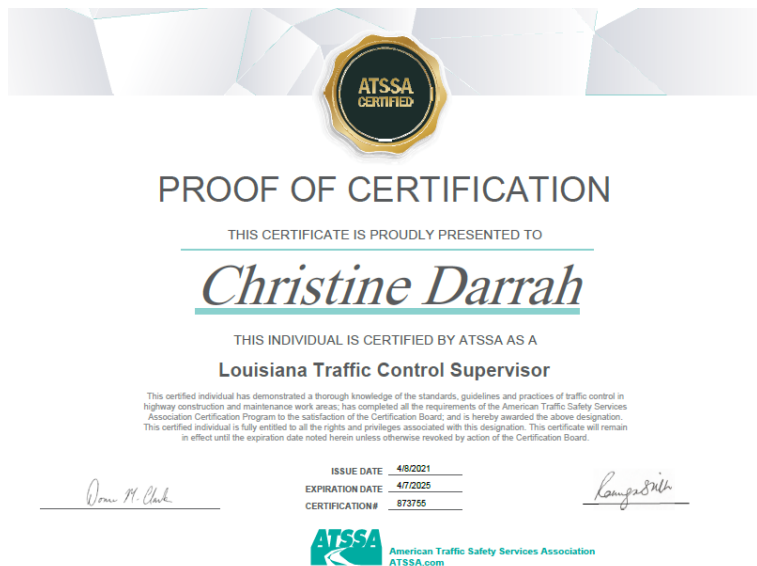 ATSSA
CERTIFIED
PROOF OF CERTIFICATION
THIS CERTIFICATE IS PROUDLY PRESENTED TO
Christine Darrah
THIS INDIVIDUAL IS CERTIFIED BY ATSSA AS A
Louisiana Traffic Control Supervisor
This certified individual has demonstrated a thorough knowledge of the standards, guidelines and practices of traffic control in
highway construction and maintenance work areas; has completed all the requirements of the American Traffic Safety Services
Association Certification Program to the satisfaction of the Certification Board; and is hereby awarded the above designation.
This certified individual is fully entitled to all the rights and privileges associated with this designation. This certificate will remain
in effect until the expiration date noted herein unless otherwise revoked by action of the Certification Board.
ISSUE DATE 4/8/2021
EXPIRATION DATE 4/7/2025
CERTIFICATION# 873755
M. Clark
ATSSA
American Traffic Safety Services Association
ATSSA.com